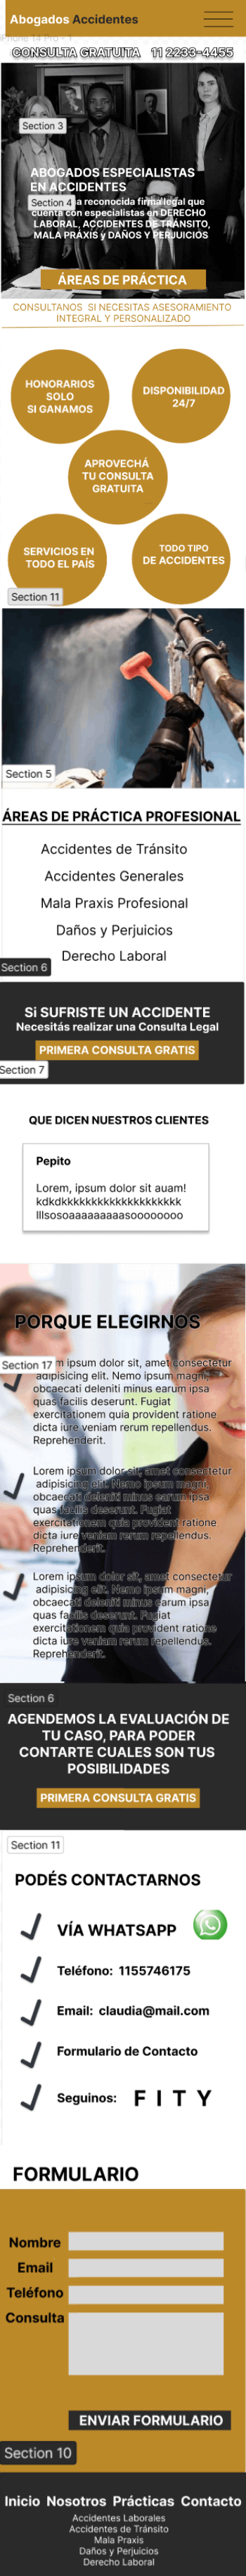 Abogados Accidentes
iPhone 14 Pro - 1
CONSULTA GRATUITA 11 2233-4455
Section 3
ABOGADOS ESPECIALISTAS
EN ACCIDENTES
Section 4
a reconocida firma legal que
cuenta con especialistas en DERECHO
LABORAL, ACCIDENTES DE TRÁNSITO,
MALA PRÁXIS y DAÑOS Y PERJUICIOS
ÁREAS DE PRÁCTICA
CONSULTANOS SI NECESITAS ASESORAMIENTO
INTEGRAL Y PERSONALIZADO
HONORARIOS
SOLO
SI GANAMOS
DISPONIBILIDAD
24/7
APROVECHÁ
TU CONSULTA
GRATUITA
SERVICIOS EN
TODO EL PAÍS
TODO TIPO
DE ACCIDENTES
Section 11
Section 5
ÁREAS DE PRÁCTICA PROFESIONAL
Accidentes de Tránsito
Accidentes Generales
Mala Praxis Profesional
Daños y Perjuicios
Derecho Laboral
Section 6
Si SUFRISTE UN ACCIDENTE
Necesitás realizar una Consulta Legal
PRIMERA CONSULTA GRATIS
Section 7
QUE DICEN NUESTROS CLIENTES
Pepito
Lorem, ipsum dolor sit auam!
PORQUE ELEGIRNOS
Section 17
m ipsum dolor sit, amet consectetur
adipisicing elit. Nemo ipsum magni,
obcaecati deleniti minus earum ipsa
quas facilis deserunt. Fugiat
exercitationem quia provident ratione
dicta iure veniam rerum repellendus.
Reprehenderit.
Lorem ipsum dolor sit, amet consectetur
adipisicing elit. Nemo ipsum magni,
obcaecati deleniti minus earum ipsa
quas facilis deserunt. Fugiat
exercitationem quia provident ratione
dicta iure veniam rerum repellendus.
Reprehenderit.
Lorem ipsum dolor sit, amet consectetur
adipisicing elit. Nemo ipsum magni,
obcaecati deleniti minus earum ipsa
quas facilis deserunt. Fugiat
exercitationem quia provident ratione
dicta iure veniam rerum repellendus.
Reprehenderit.
Section 6
AGENDEMOS LA EVALUACIÓN DE
TU CASO, PARA PODER
CONTARTE CUALES SON TUS
POSIBILIDADES
PRIMERA CONSULTA GRATIS
Section 11
PODÉS CONTACTARNOS
VÍA WHATSAPP
Teléfono: 1155746175
Email: claudia@mail.com
Formulario de Contacto
Seguinos: F I T Y
FORMULARIO
Nombre
Email
Teléfono
Consulta
ENVIAR FORMULARIO
Section 10
Inicio Nosotros Prácticas Contacto
Accidentes Laborales
Accidentes de Tránsito
Mala Praxis
Daños y Perjuicios
Derecho Laboral